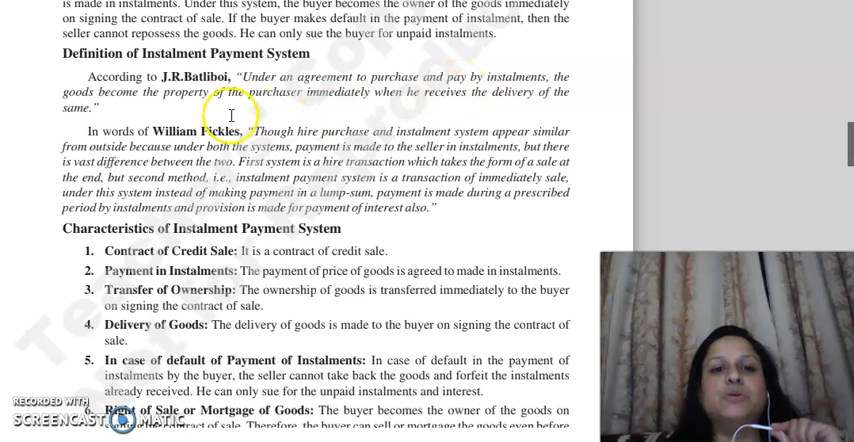 is made in instalments. Under this system, the buyer becomes the owner of the goods immediately
on signing the contract of sale. If the buyer makes default in the payment of instalment, then the
seller cannot repossess the goods. He can only sue the buyer for unpaid instalments.
Definition of Instalment Payment System
According to J.R.Batliboi, “Under an agreement to purchase and pay by instalments, the
goods become the property of the purchaser immediately when he receives the delivery of the
same.”
In words of William Pickles, “Though hire purchase and instalment system appear similar
from outside because under both the systems, payment is made to the seller in instalments, but there
is vast difference between the two. First system is a hire transaction which takes the form of a sale at
the end, but second method, i.e., instalment payment system is a transaction of immediately sale,
under this system instead of making payment in a lump-sum, payment is made during a prescribed
period by instalments and provision is made for payment of interest also.”
Characteristics of Instalment Payment System
1. Contract of Credit Sale: It is a contract of credit sale.
2. Payment in Instalments: The payment of price of goods is agreed to made in instalments.
3. Transfer of Ownership: The ownership of goods is transferred immediately to the buyer
on signing the contract of sale.
4. Delivery of Goods: The delivery of goods is made to the buyer on signing the contract of
sale.
5. In case of default of Payment of Instalments: In case of default in the payment of
instalments by the buyer, the seller cannot take back the goods and forfeit the instalments
already received. He can only sue for the unpaid instalments and interest.
6. Right of Sale or Mortgage of Goods: The buyer becomes the owner of the goods on
contract of sale. Therefore, the buyer can sell or mortgage the goods even before
RECORDED WITH
SCREENCAST MATIC